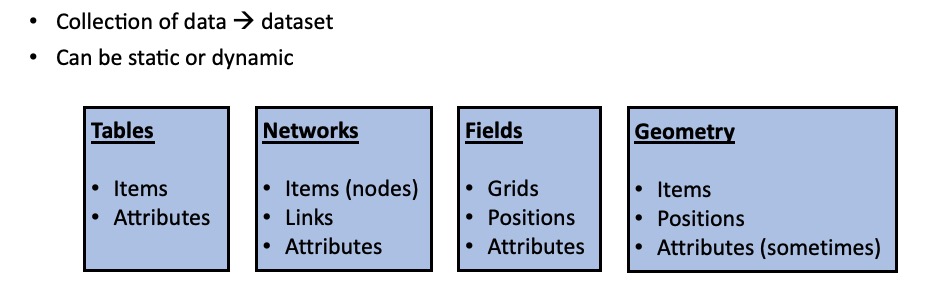 • Collection of data → dataset
• Can be static or dynamic
Tables
• Items
• Attributes
Networks
• Items (nodes)
• Links
• Attributes
Fields
• Grids
• Positions
• Attributes
Geometry
• Items
• Positions
• Attributes (sometimes)